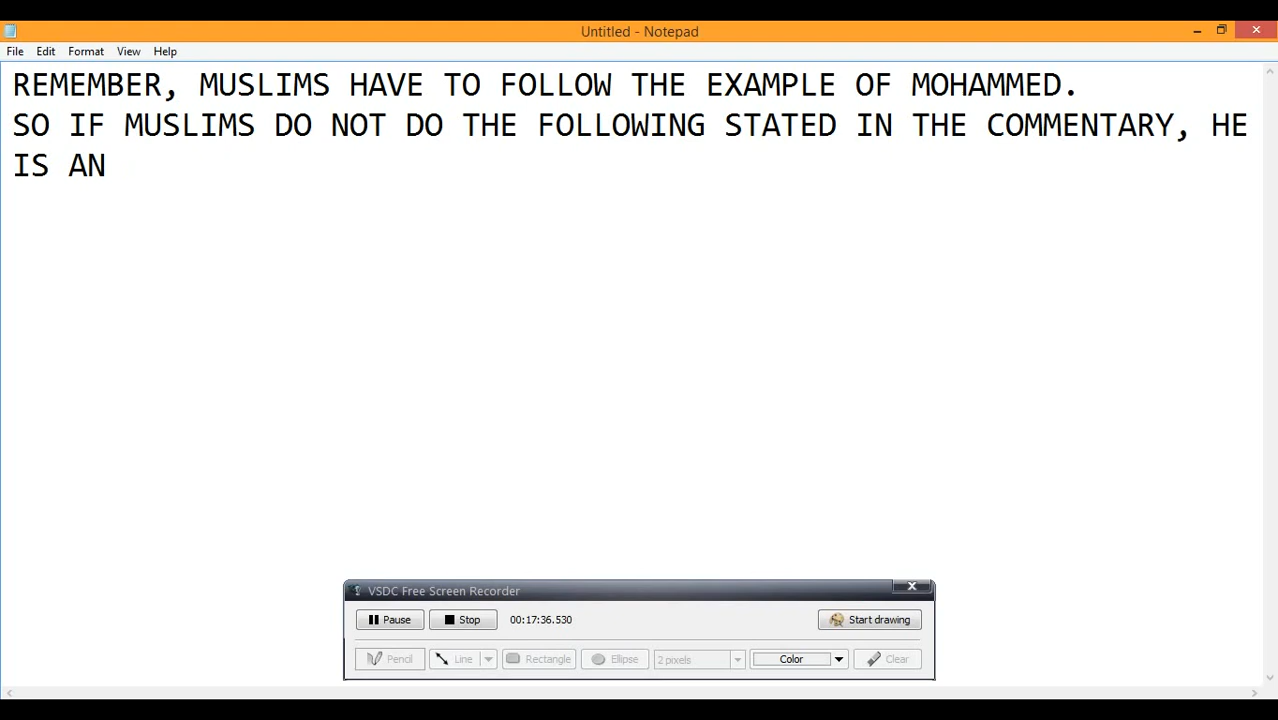 Untitled - Notepad
File Edit Format View Help
REMEMBER, MUSLIMS HAVE TO FOLLOW THE EXAMPLE OF MOHAMMED.
SO IF MUSLIMS DO NOT DO THE FOLLOWING STATED IN THE COMMENTARY, HE
IS AN
VSDC Free Screen Recorder
Pause Stop 00:17:36.530 Start drawing
Pencil Line Rectangle Ellipse 2 pixels Color Clear